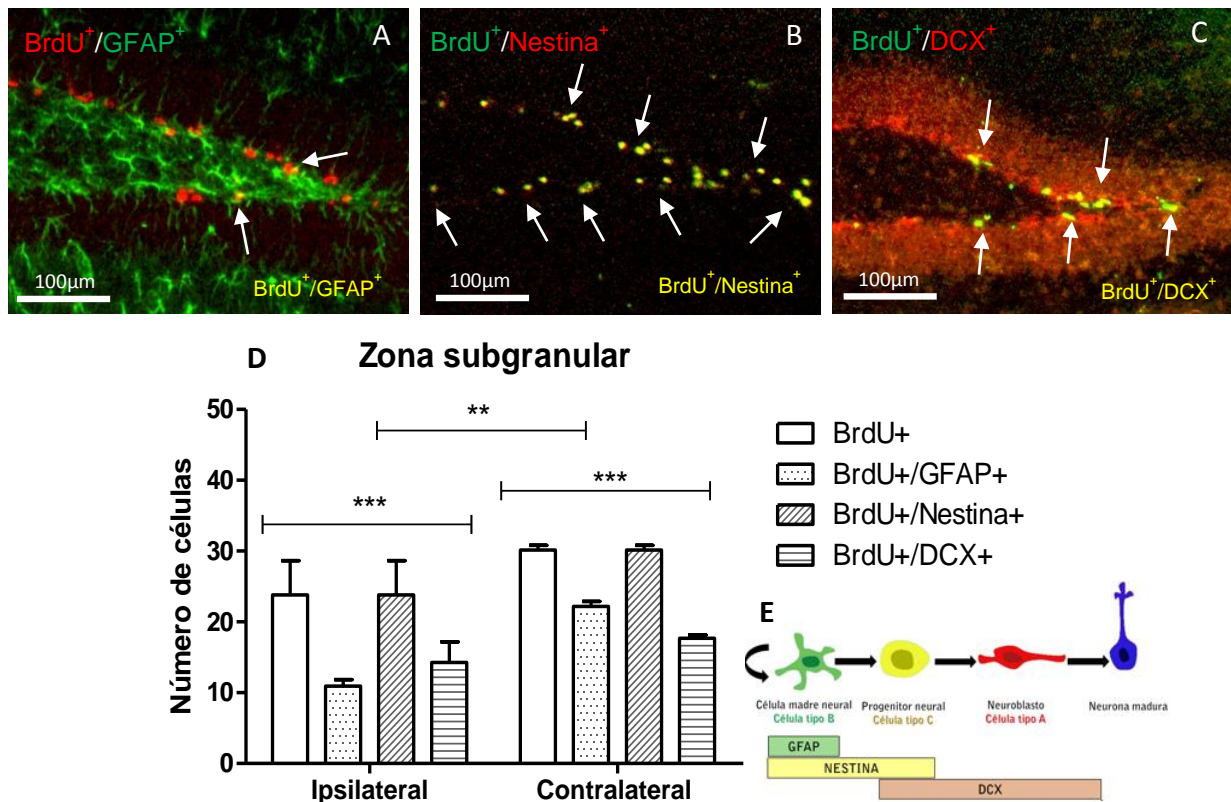 BrdU+/GFAP+
A
100µm
BrdU+/GFAP+
BrdU+/Nestina+
B
100µm
BrdU+/Nestina+
BrdU+/DCX+
C
100µm
BrdU+/DCX+
D
Zona subgranular
Número de células
50
40
30
20
10
0
**
***
***
Ipsilateral
Contralateral
BrdU+
BrdU+/GFAP+
BrdU+/Nestina+
BrdU+/DCX+
E
Célula madre neural
Célula tipo B
Progenitor neural
Célula tipo C
Neuroblasto
Célula tipo A
Neurona madura
GFAP
NESTINA
DCX